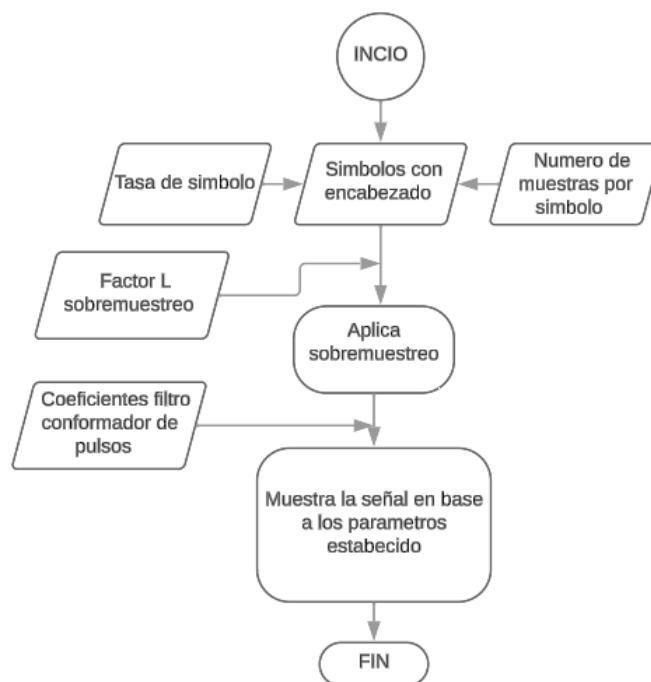 INCIO
Tasa de simbolo
Simbolos con
encabezado
Numero de
muestras por
simbolo
Factor L
sobremuestreo
Aplica
sobremuestreo
Coeficientes filtro
conformador de
pulsos
Muestra la señal en base
a los parametros
estabecido
FIN